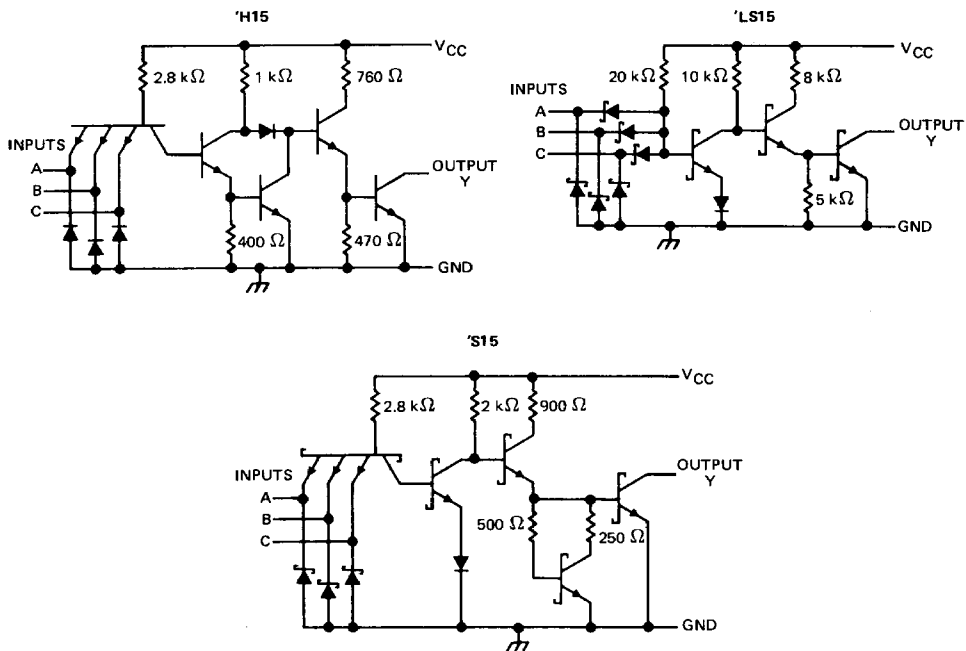 'H15
VCC
2.8 kΩ
1 kΩ
760 Ω
INPUTS
A
B
C
OUTPUT
Y
400 Ω
470 Ω
GND
'LS15
VCC
20 kΩ
10 kΩ
8 kΩ
INPUTS
A
B
C
OUTPUT
Y
5 kΩ
GND
'S15
VCC
2.8 kΩ
2 kΩ
900 Ω
INPUTS
A
B
C
OUTPUT
Y
500 Ω
250 Ω
GND